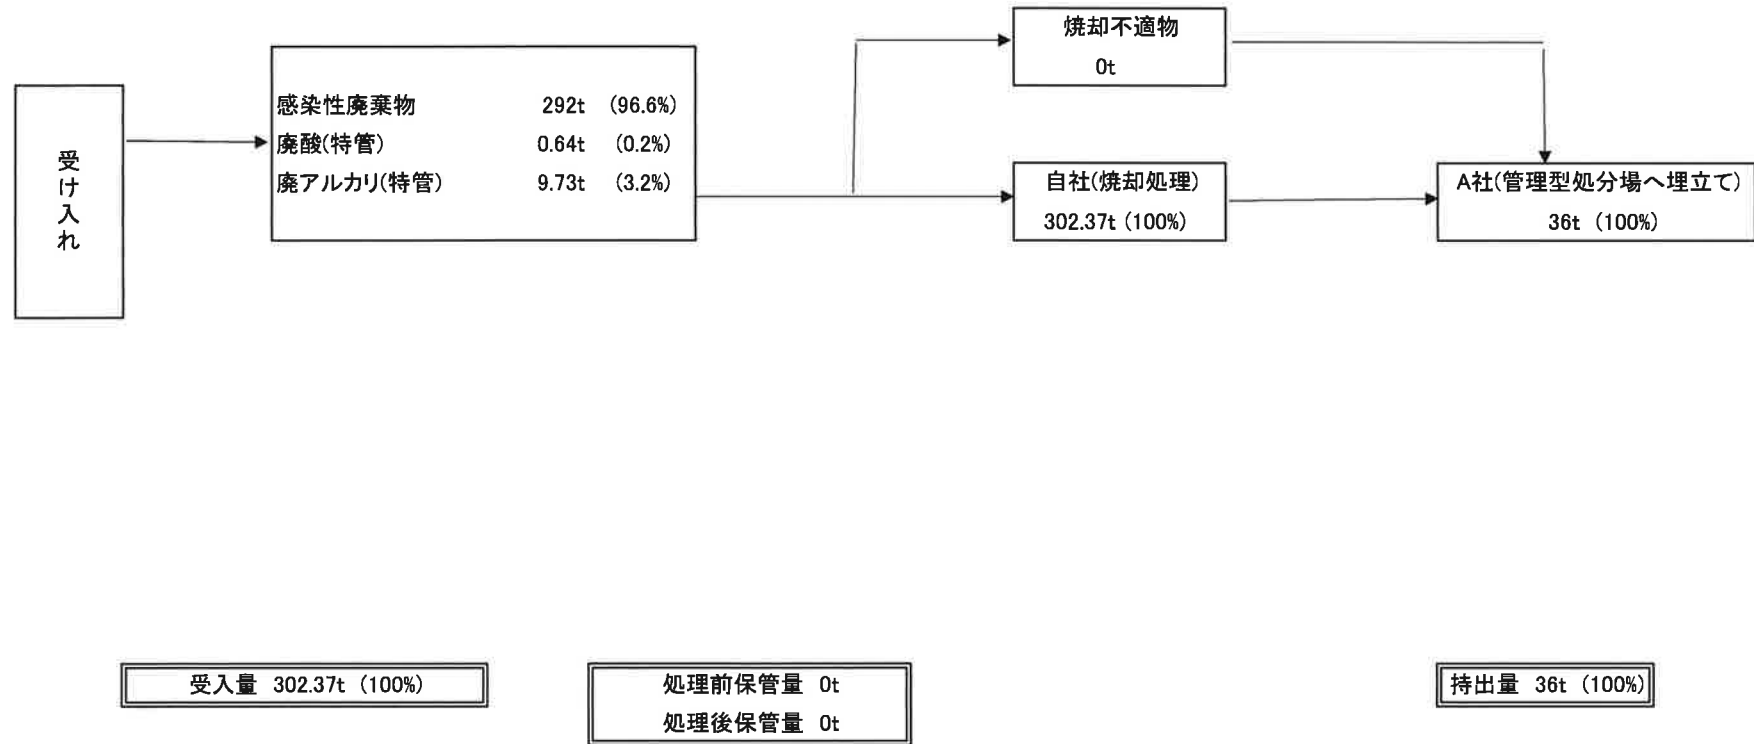 受け入れ
感染性廃棄物 292t (96.6%)
廃酸(特管) 0.64t (0.2%)
廃アルカリ(特管) 9.73t (3.2%)
焼却不適物
0t
自社(焼却処理)
302.37t (100%)
A社(管理型処分場へ埋立て)
36t (100%)
受入量 302.37t (100%)
処理前保管量 0t
処理後保管量 0t
持出量 36t (100%)